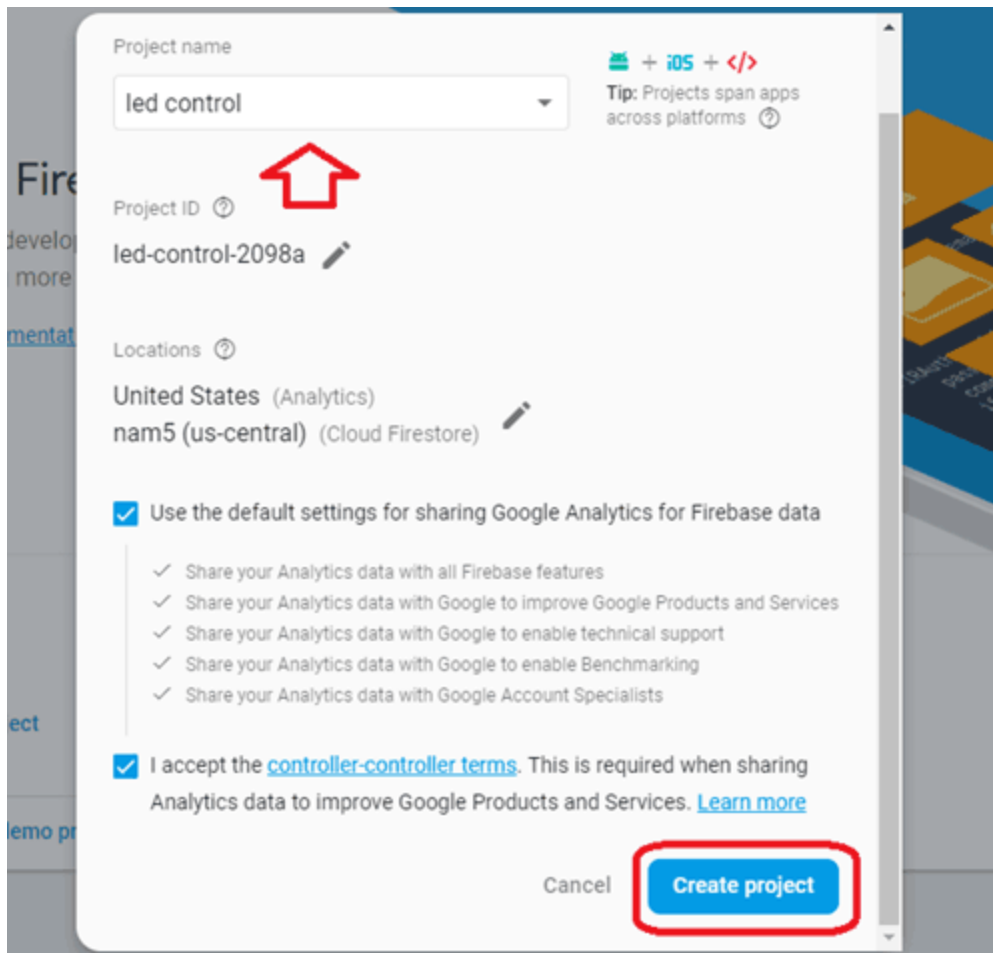 Project name
led control
+ iOS + </>
Tip: Projects span apps
across platforms
Fire
Project ID
develop
led-control-2098a
more
mentat
Locations
United States (Analytics)
nam5 (us-central) (Cloud Firestore)
Use the default settings for sharing Google Analytics for Firebase data
Share your Analytics data with all Firebase features
Share your Analytics data with Google to improve Google Products and Services
Share your Analytics data with Google to enable technical support
Share your Analytics data with Google to enable Benchmarking
Share your Analytics data with Google Account Specialists
ect
I accept the controller-controller terms. This is required when sharing
Analytics data to improve Google Products and Services. Learn more
demo pr
Cancel
Create project